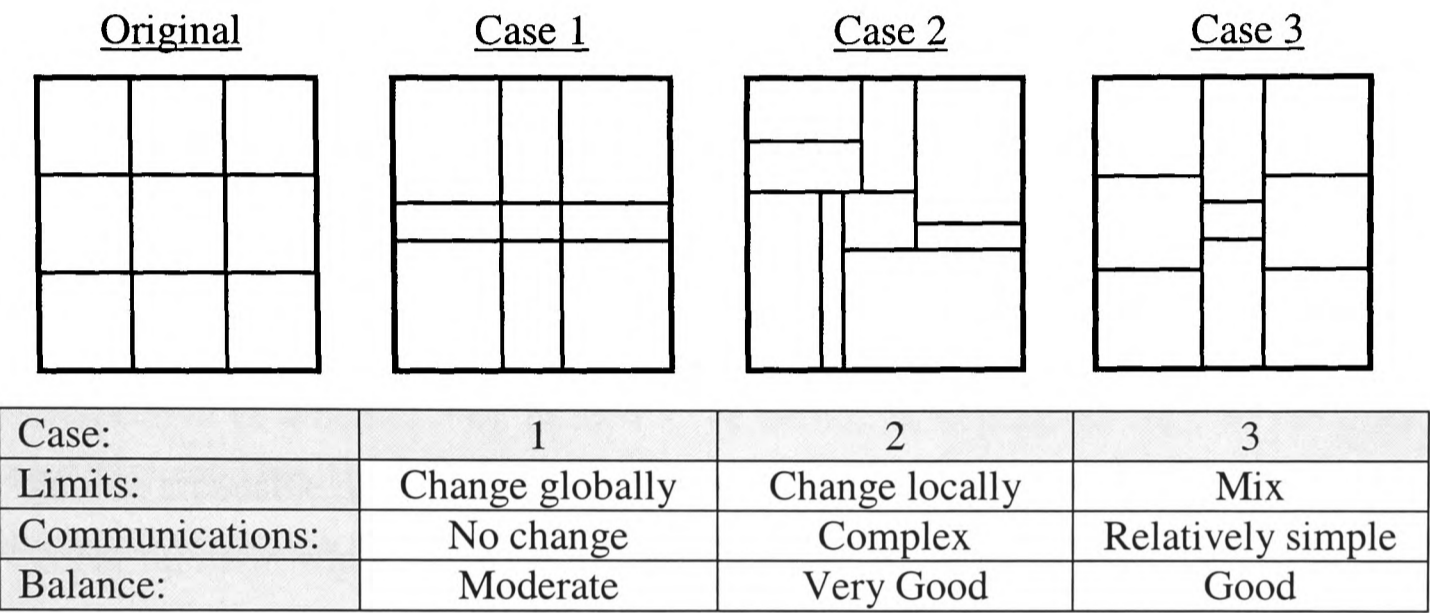 Original Case 1 Case 2 Case 3
Case: 1 2 3
Limits: Change globally Change locally Mix
Communications: No change Complex Relatively simple
Balance: Moderate Very Good Good